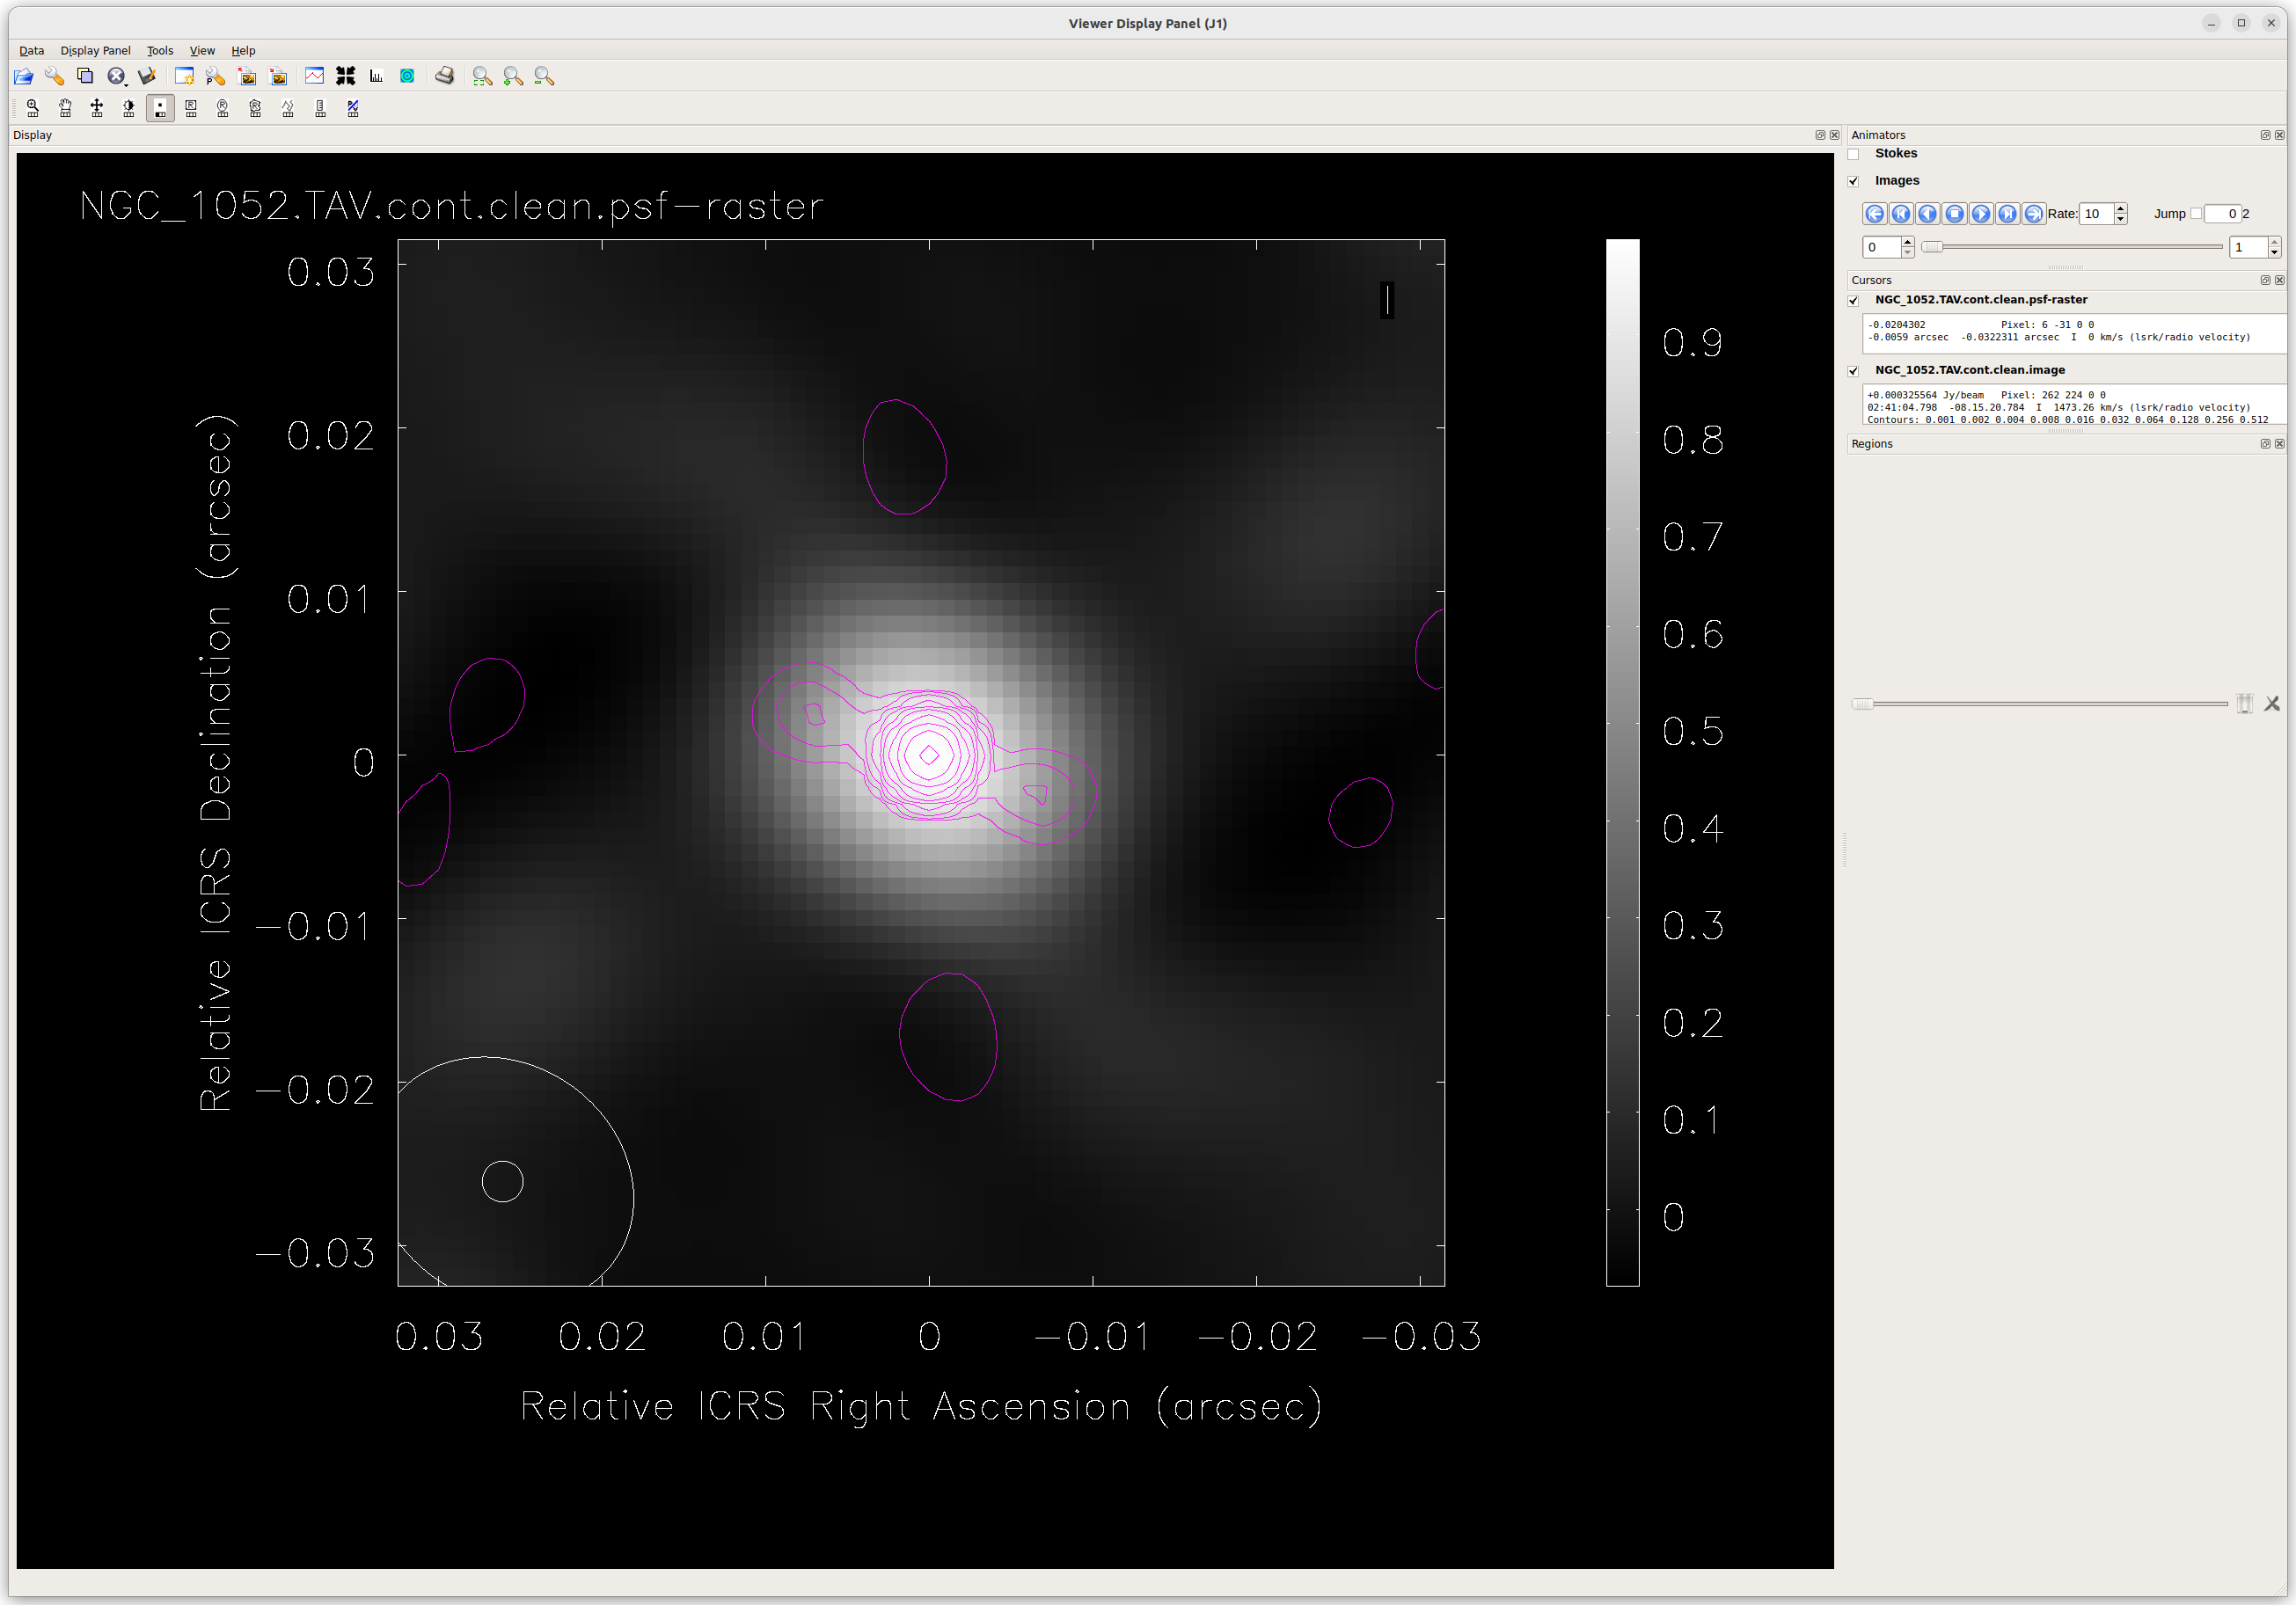 Viewer Display Panel (J1)
Data Display Panel Tools View Help
Display
NGC_1052.TAV.cont.clean.psf-raster
I
0.03
0.02
0.01
0
-0.01
-0.02
-0.03
Relative ICRS Declination (arcsec)
0.03 0.02 0.01 0 -0.01 -0.02 -0.03
Relative ICRS Right Ascension (arcsec)
0.9
0.8
0.7
0.6
0.5
0.4
0.3
0.2
0.1
0
Animators
Stokes
Images
Rate: 10 Jump 0 2
0 1
Cursors
NGC_1052.TAV.cont.clean.psf-raster
-0.0204302 Pixel: 6 -31 0 0
-0.0059 arcsec -0.0322311 arcsec I 0 km/s (lsrk/radio velocity)
NGC_1052.TAV.cont.clean.image
+0.000325564 Jy/beam Pixel: 262 224 0 0
02:41:04.798 -08.15.20.784 I 1473.26 km/s (lsrk/radio velocity)
Contours: 0.001 0.002 0.004 0.008 0.016 0.032 0.064 0.128 0.256 0.512
Regions